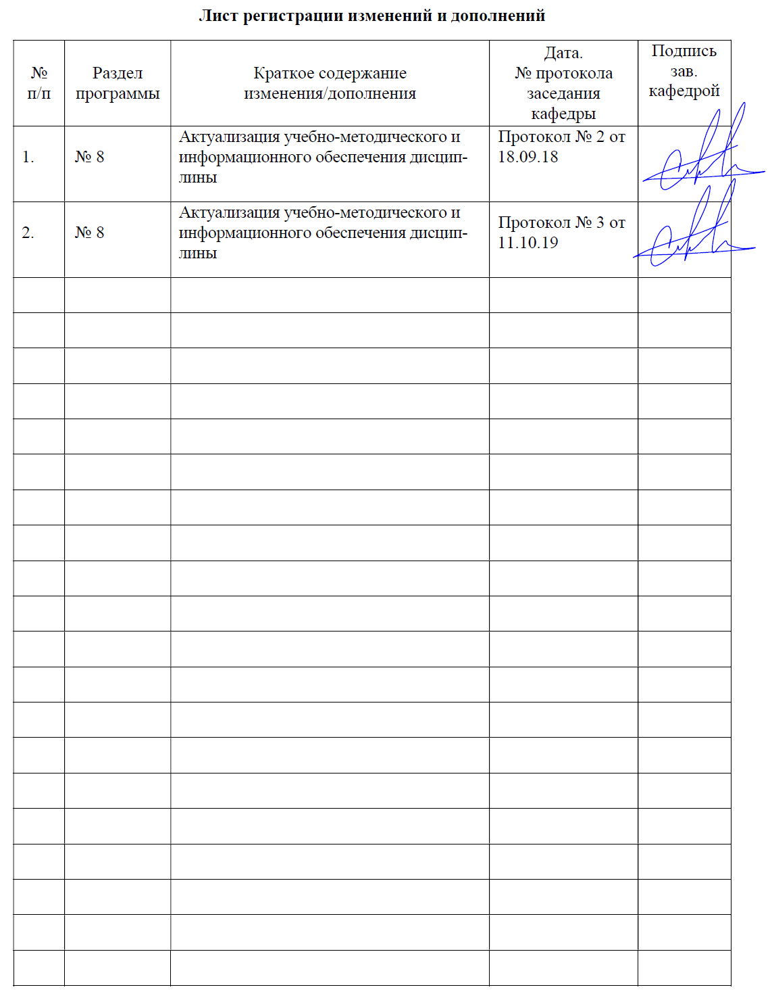 Лист регистрации изменений и дополнений
№
п/п
Раздел
программы
Краткое содержание
изменения/дополнения
Дата.
№ протокола
заседания
кафедры
Подпись
зав.
кафедрой
1.
№ 8
Актуализация учебно-методического и
информационного обеспечения дисцип-
лины
Протокол № 2 от
18.09.18
2.
№ 8
Актуализация учебно-методического и
информационного обеспечения дисцип-
лины
Протокол № 3 от
11.10.19